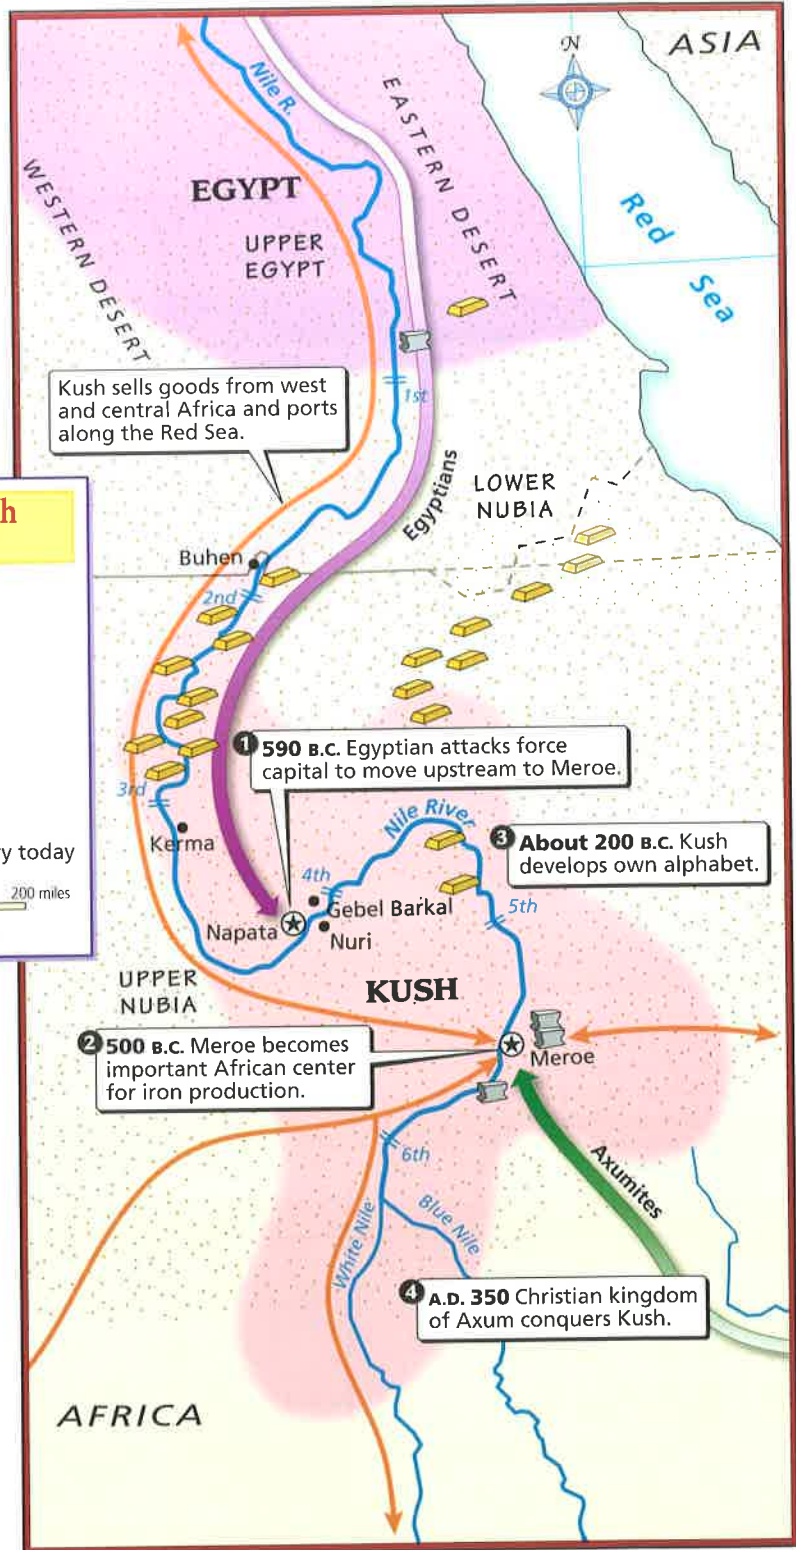 N
ASIA
Nile R.
EASTERN DESERT
WESTERN DESERT
EGYPT
UPPER
EGYPT
Red Sea
Kush sells goods from west
and central Africa and ports
along the Red Sea.
1st
Egyptians
LOWER
NUBIA
h
Buhen
2nd
1 590 B.C. Egyptian attacks force
capital to move upstream to Meroe.
3rd
Kerma
Nile River
3 About 200 B.C. Kush
develops own alphabet.
y today
200 miles
4th
Gebel Barkal
5th
Napata
Nuri
UPPER
NUBIA
KUSH
2 500 B.C. Meroe becomes
important African center
for iron production.
Meroe
6th
Axumites
White Nile
Blue Nile
4 A.D. 350 Christian kingdom
of Axum conquers Kush.
AFRICA